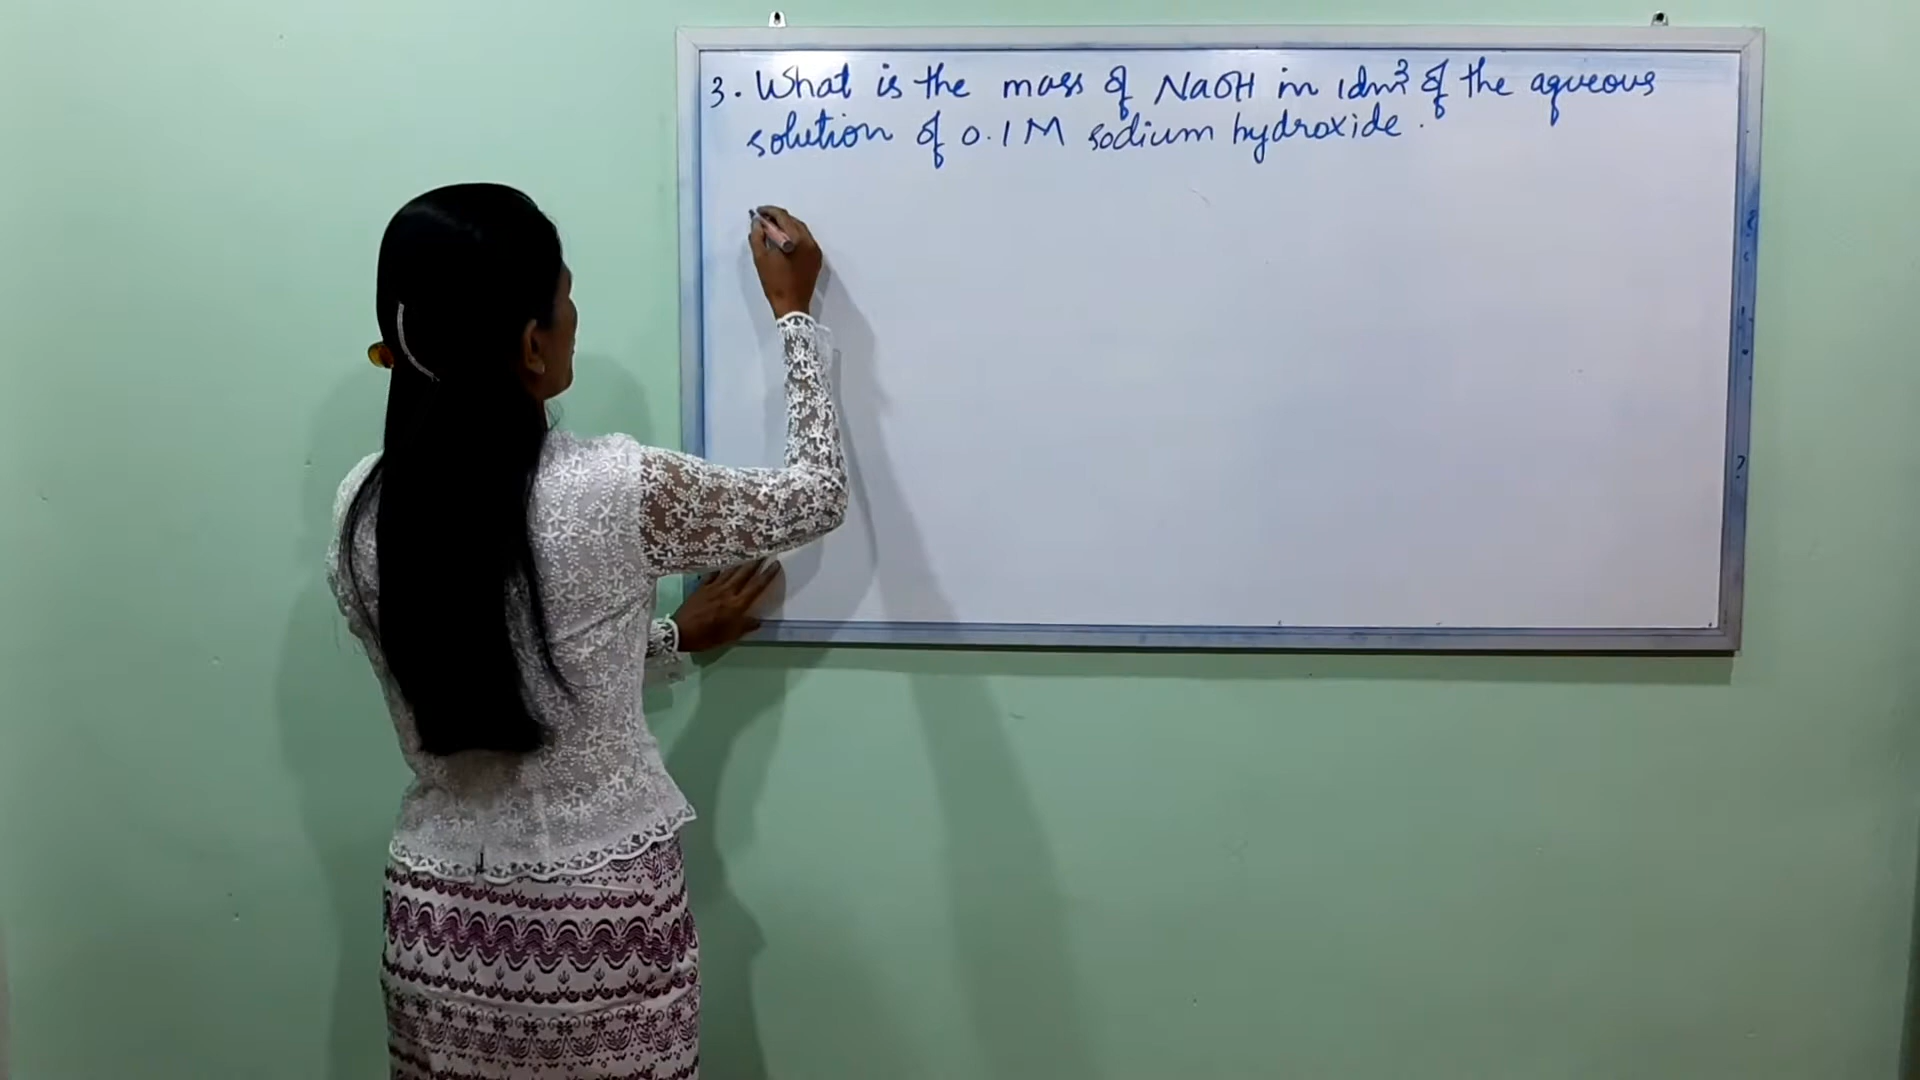 3. What is the mass of NaOH in 1dm³ of the aqueous
solution of 0.1M sodium hydroxide.